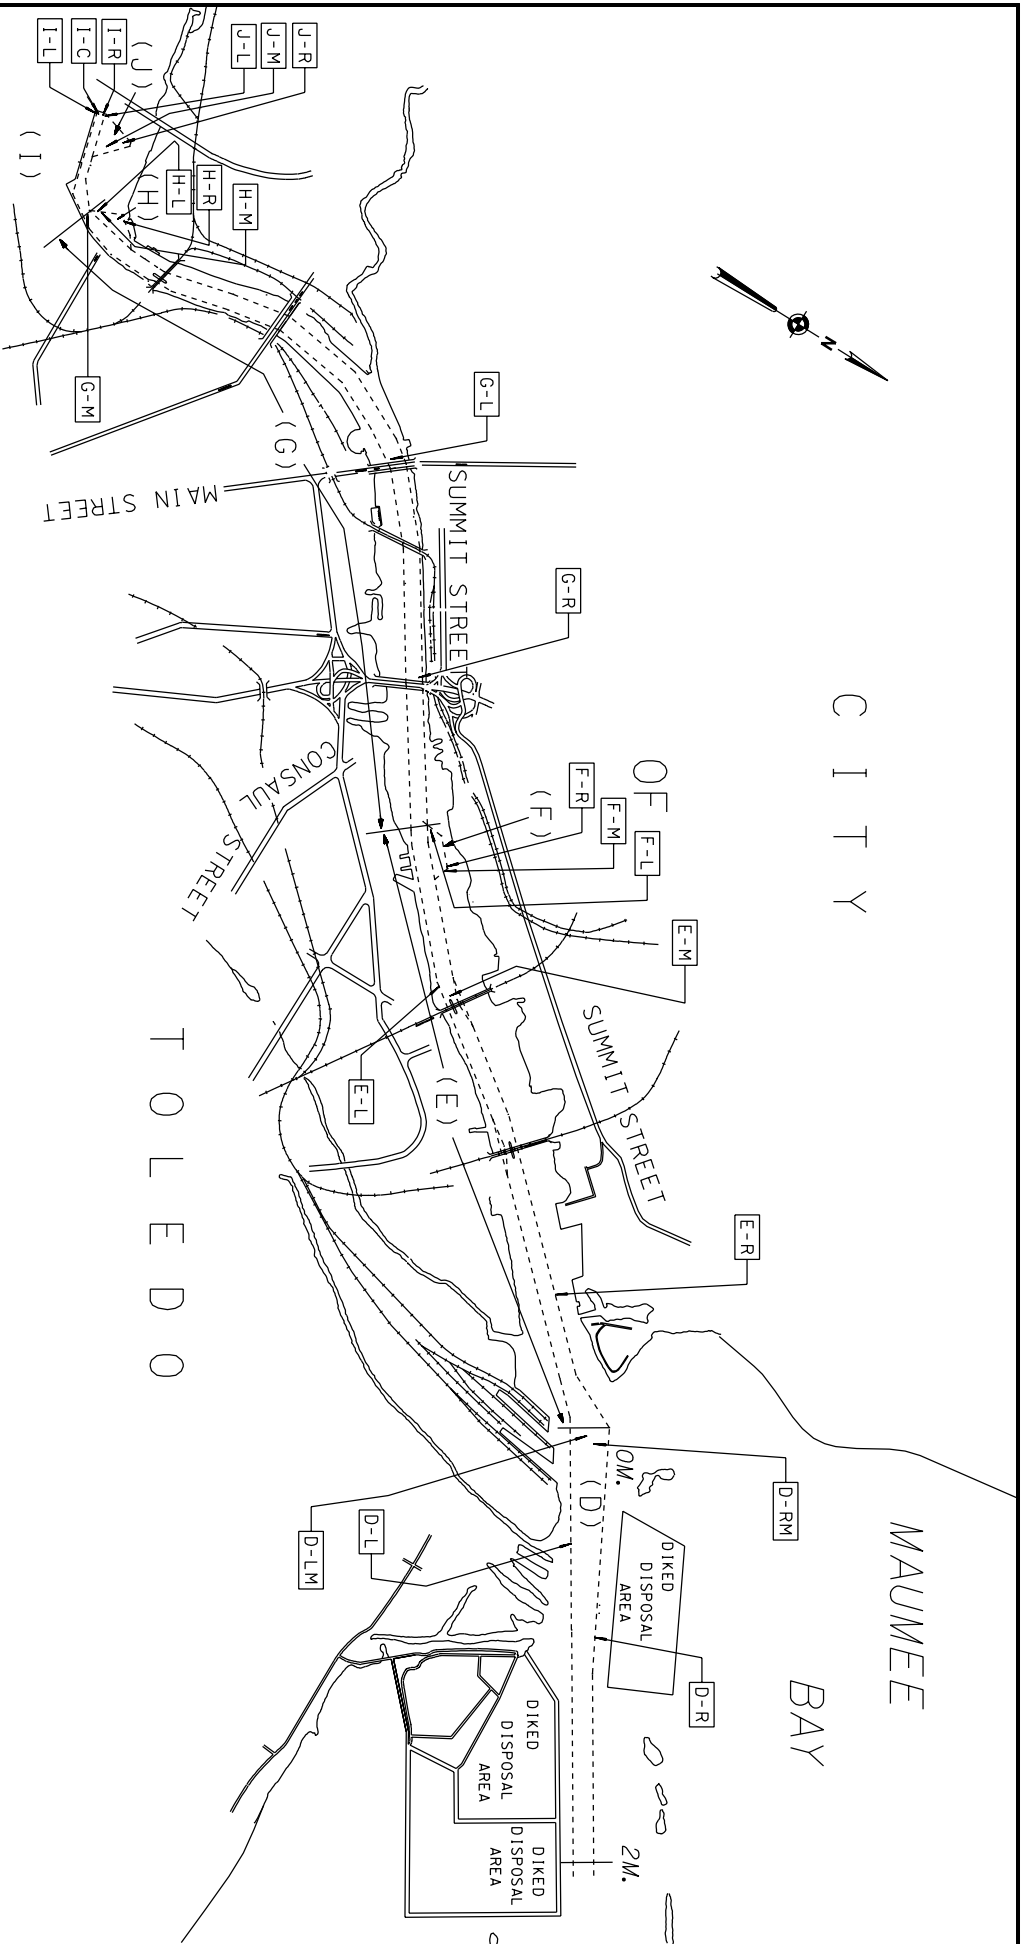 I-L
I-C
I-R
(J)
J-L
J-M
J-R
(I)
(H)
H-L
H-R
H-M
G-M
(G)
G-L
MAIN STREET
SUMMIT STREET
G-R
N
CITY
OF
TOLEDO
CONSAUL
STREET
F-R
(F)
F-M
F-L
E-M
E-L
(E)
SUMMIT STREET
E-R
OM.
(D)
D-RM
D-LM
D-L
D-R
DIKED
DISPOSAL
AREA
MAUMEE
BAY
DIKED
DISPOSAL
AREA
DIKED
DISPOSAL
AREA
2M.